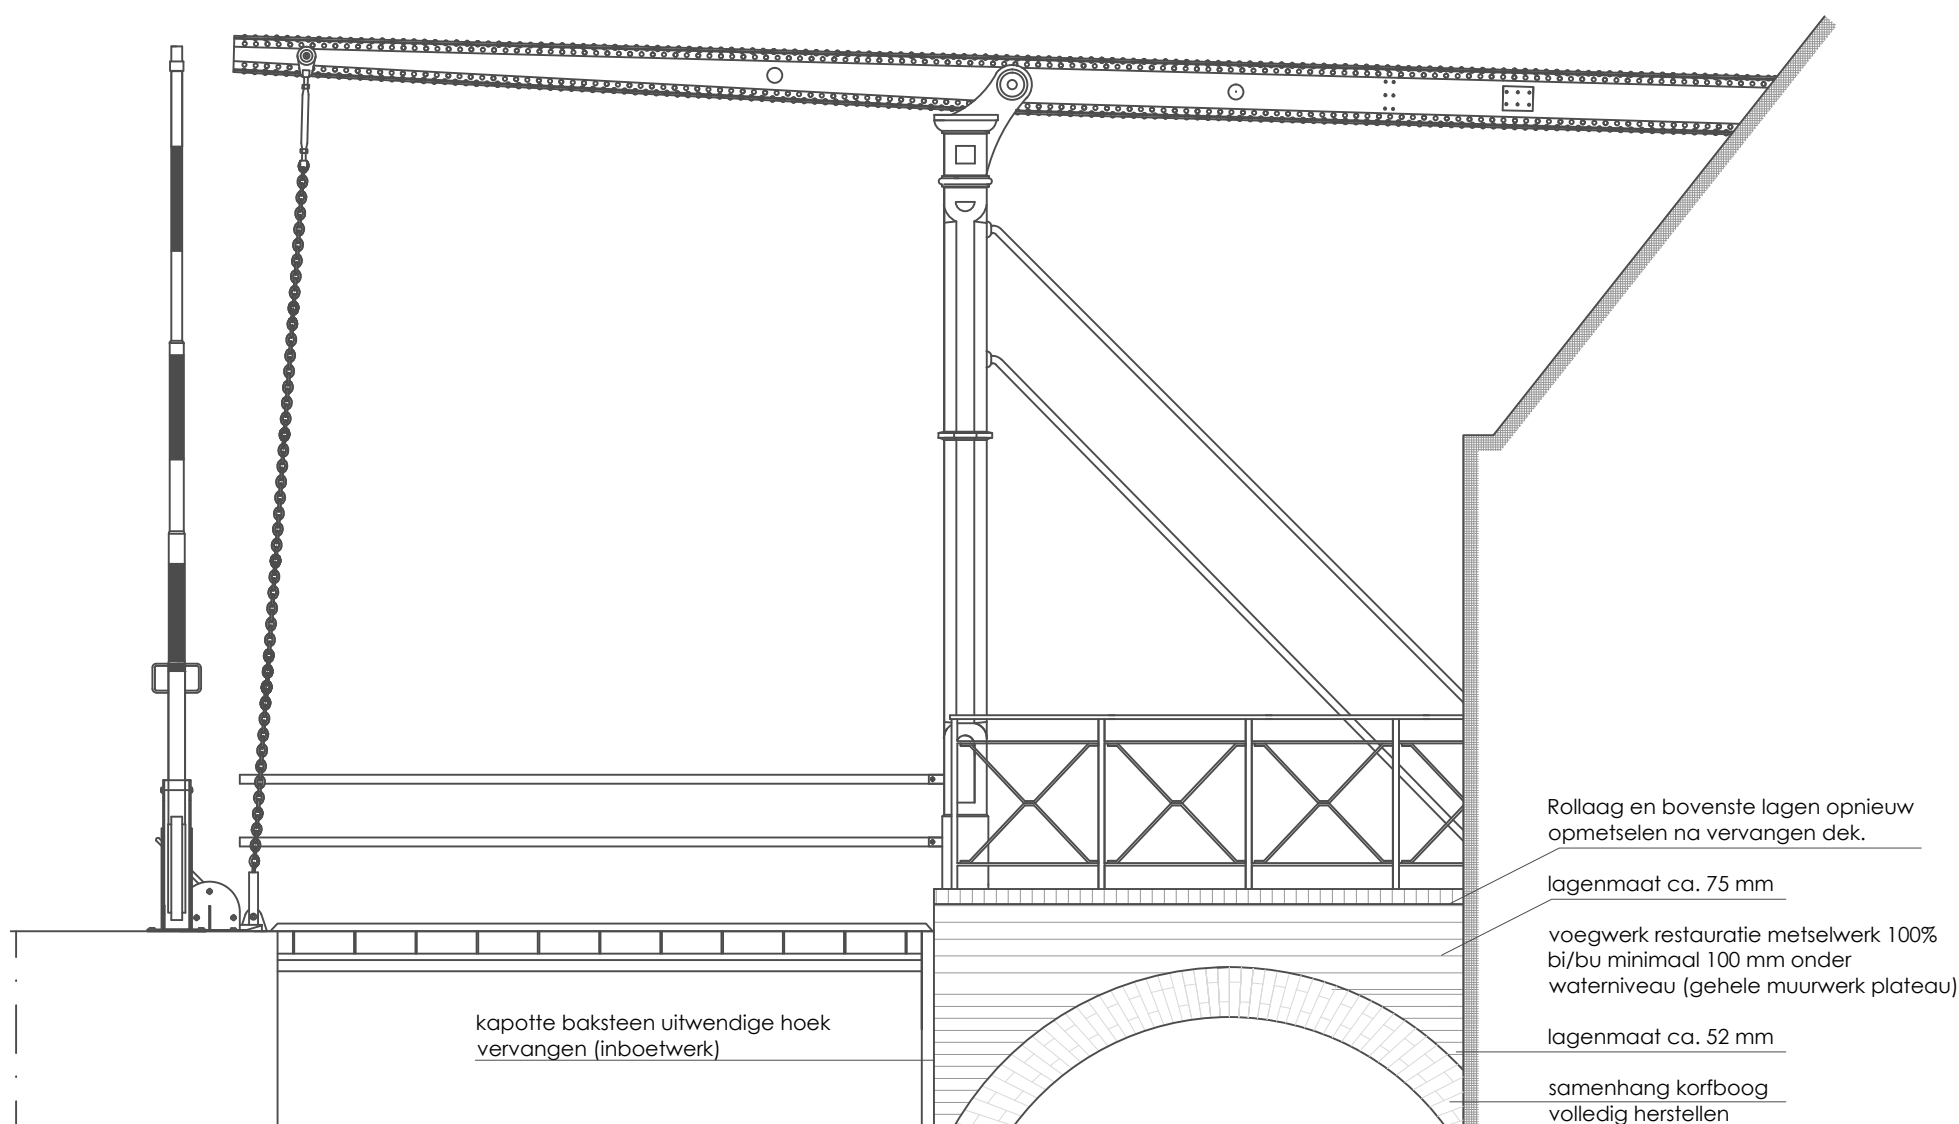 Rollaag en bovenste lagen opnieuw
opmetselen na vervangen dek.
lagenmaat ca. 75 mm
voegwerk restauratie metselwerk 100%
bi/bu minimaal 100 mm onder
waterniveau (gehele muurwerk plateau)
kapotte baksteen uitwendige hoek
vervangen (inboetwerk)
lagenmaat ca. 52 mm
samenhang korfboog
volledig herstellen